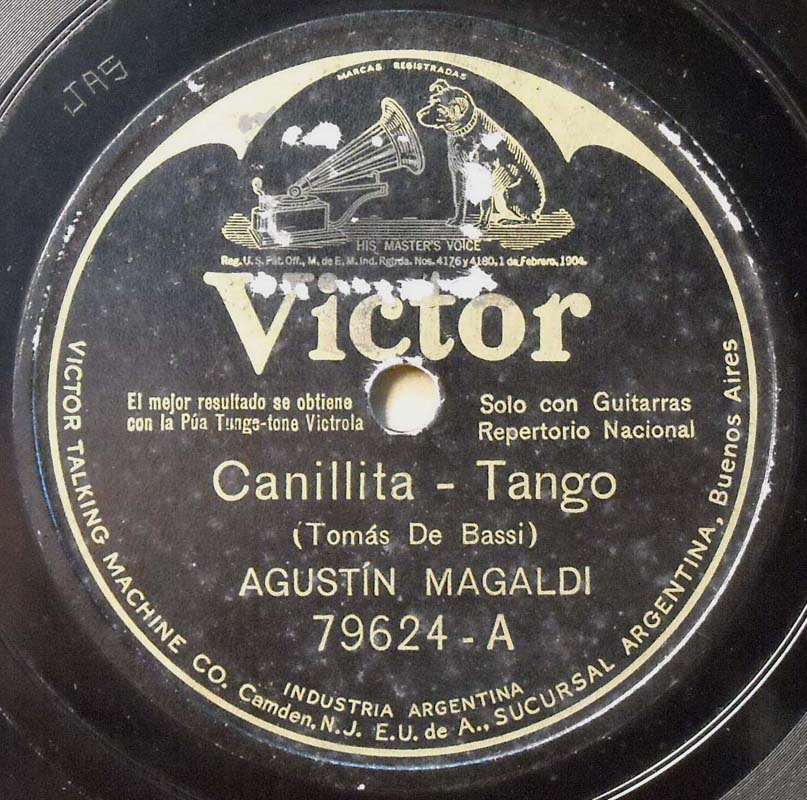 JAS
MARCAS REGISTRADAS
HIS MASTER'S VOICE
Reg. U. S. Pat. Off., M. de E. M. Ind. Rgtrda. Nos. 4176 y 4180, 1 de Febrero, 1904.
Victor
El mejor resultado se obtiene
con la Púa Tungs-tone Victrola
Solo con Guitarras
Repertorio Nacional
Canillita - Tango
(Tomás De Bassi)
AGUSTÍN MAGALDI
79624 - A
INDUSTRIA ARGENTINA
VICTOR TALKING MACHINE CO. Camden, N.J. E.U. de A., SUCURSAL ARGENTINA, Buenos Aires